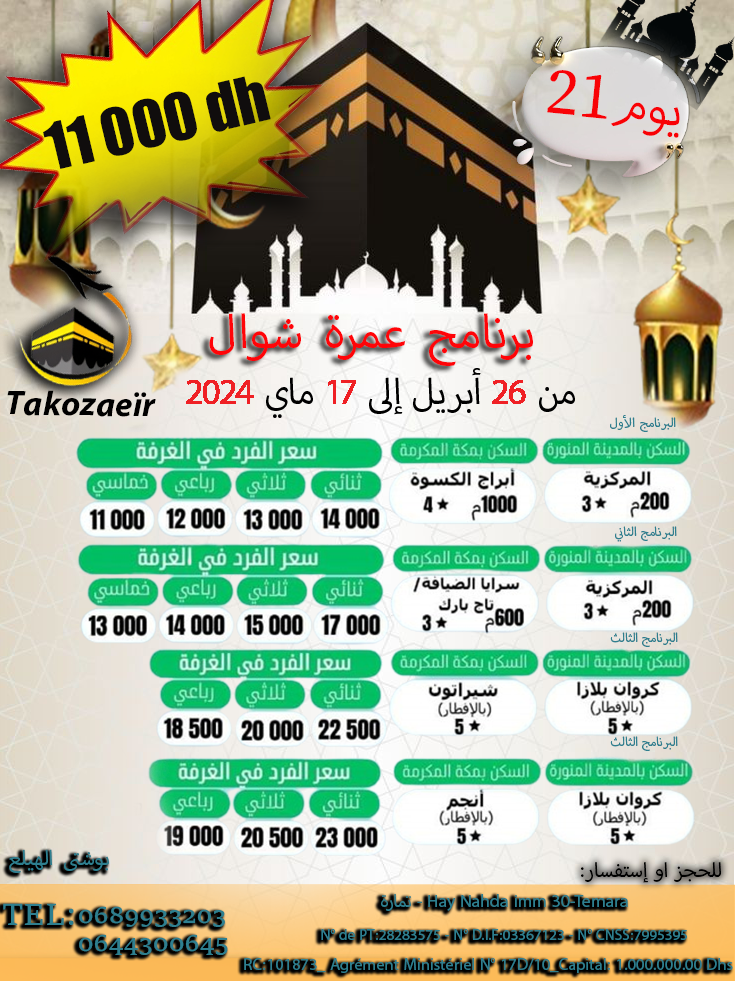 11 000 dh
21 يوم
برنامج عمرة شوال
من 26 أبريل إلى 17 ماي 2024
Takozaeïr
البرنامج الأول
السكن بالمدينة المنورة
السكن بمكة المكرمة
سعر الفرد في الغرفة
المركزية
200م 3 ★
أبراج الكسوة
1000م 4 ★
ثنائي ثلاثي رباعي خماسي
14 000 13 000 12 000 11 000
البرنامج الثاني
السكن بالمدينة المنورة
السكن بمكة المكرمة
سعر الفرد في الغرفة
المركزية
200م 3 ★
سرايا الضيافة/
تاج بارك
600م 3 ★
ثنائي ثلاثي رباعي خماسي
17 000 15 000 14 000 13 000
البرنامج الثالث
السكن بالمدينة المنورة
السكن بمكة المكرمة
سعر الفرد في الغرفة
كروان بلازا
(بالإفطار)
5 ★
شيراتون
(بالإفطار)
5 ★
ثنائي ثلاثي رباعي
22 500 20 000 18 500
البرنامج الثالث
السكن بالمدينة المنورة
السكن بمكة المكرمة
سعر الفرد في الغرفة
كروان بلازا
(بالإفطار)
5 ★
أنجم
(بالإفطار)
5 ★
ثنائي ثلاثي رباعي
23 000 20 500 19 000
للحجز او إستفسار:
بوشتى الهيلع
TEL:0689933203
0644300645
Hay Nahda Imm 30-Temara - تمارة
N° de PT:28283575 - N° D.I.F:03367123 - N° CNSS:7995395
RC:101873_ Agrément Ministériel N° 17D/10_Capital: 1.000.000.00 Dhs